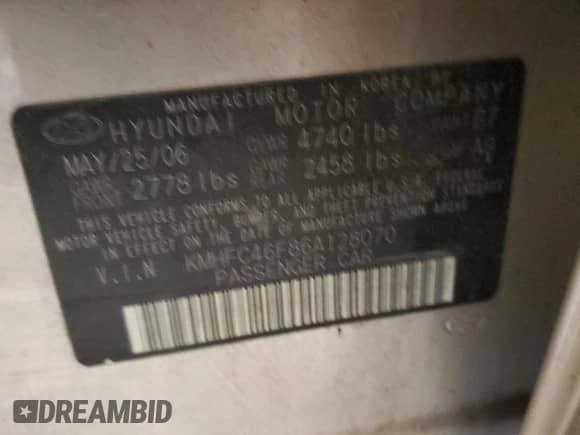 MANUFACTURED IN KOREA BY
HYUNDAI MOTOR COMPANY
MAY/25/06 GVWR 4740 lbs PAINT
GAWR FRONT 2778 lbs GAWR REAR 2458 lbs
THIS VEHICLE CONFORMS TO ALL APPLICABLE U.S.A. FEDERAL
MOTOR VEHICLE SAFETY, BUMPER, AND THEFT PREVENTION STANDARDS
IN EFFECT ON THE DATE OF MANUFACTURE SHOWN ABOVE.
V.I.N KMHFC46F86A128070
PASSENGER CAR
DREAMBID